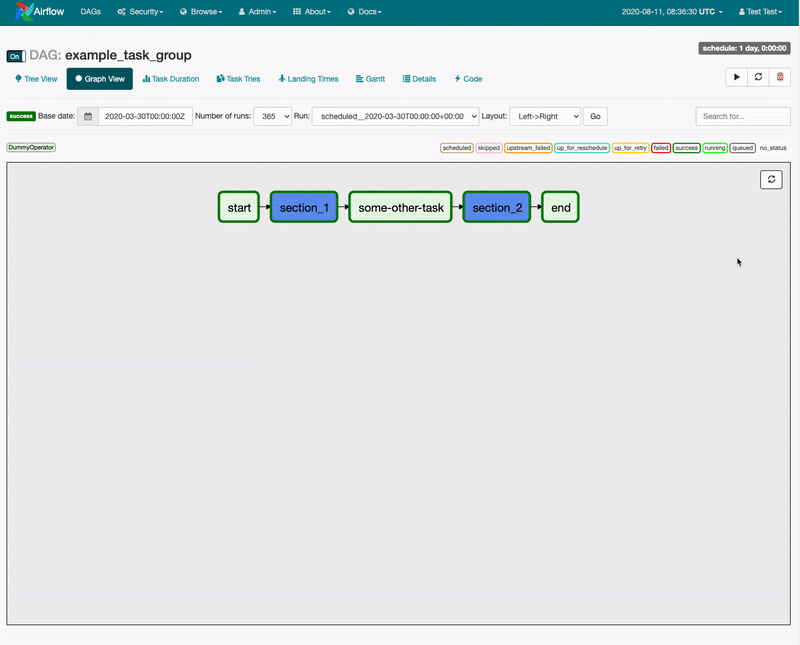 Airflow DAGs Security Browse Admin About Docs 2020-08-11, 08:36:30 UTC Test Test
schedule: 1 day, 0:00:00
On DAG: example_task_group
Tree View Graph View Task Duration Task Tries Landing Times Gantt Details Code
success Base date: 2020-03-30T00:00:00Z Number of runs: 365 Run: scheduled__2020-03-30T00:00:00+00:00 Layout: Left->Right Go Search for...
DummyOperator scheduled skipped upstream_failed up_for_reschedule up_for_retry failed success running queued no_status
start section_1 some-other-task section_2 end